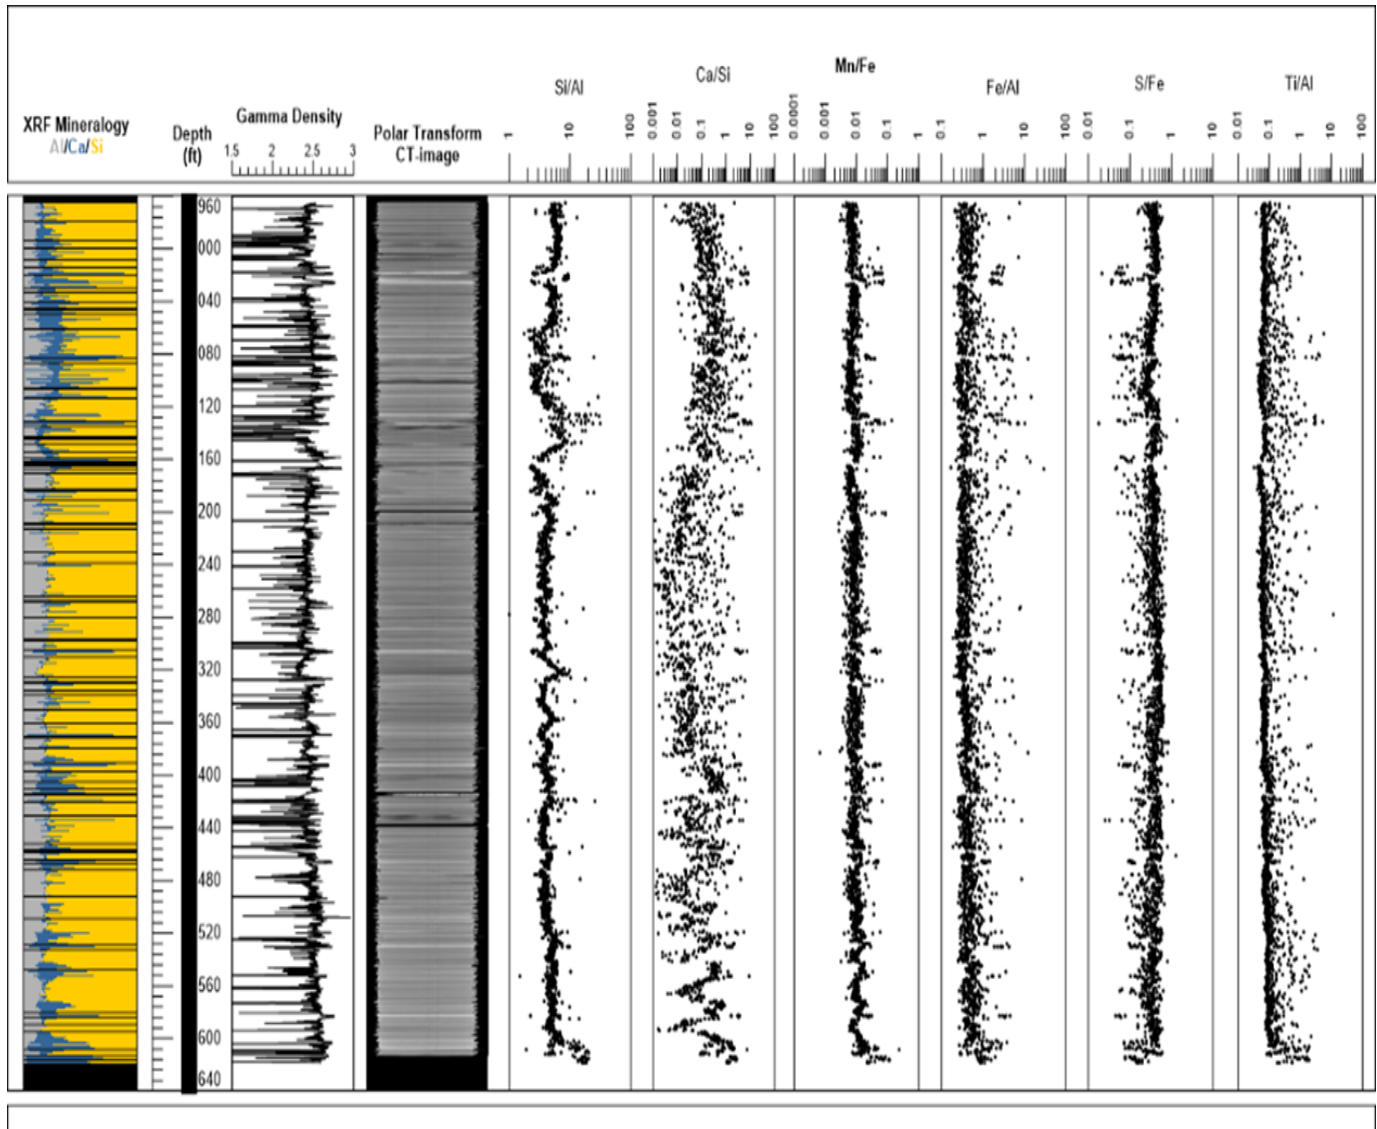 Si/Al
Ca/Si
Mn/Fe
Fe/Al
S/Fe
Ti/Al
XRF Mineralogy
Al/Ca/Si
Depth
(ft)
Gamma Density
1.5 2 2.5 3
Polar Transform
CT-image
1 10 100
0.001 0.01 0.1 1 10 100
0.0001 0.001 0.01 0.1 1
0.1 1 10 100
0.01 0.1 1 10
0.01 0.1 1 10 100
960
000
040
080
120
160
200
240
280
320
360
400
440
480
520
560
600
640